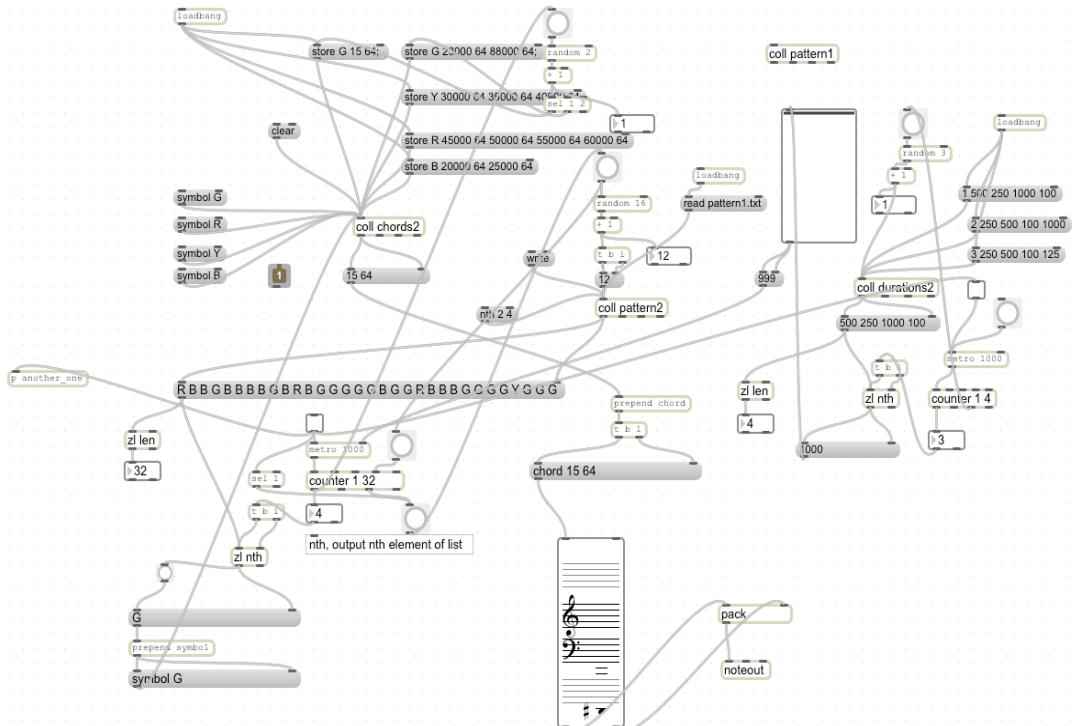 loadbang
store G 15 64;
store G 23000 64 88000 64;
random 2
coll pattern1
+ 1
store Y 30000 64 35000 64
sel 1 2
1
loadbang
clear
store R 45000 64 50000 64 55000 64 60000 64
random 3
store B 20000 64 25000 64
loadbang
+ 1
1 500 250 1000 100
symbol G
random 16
read pattern1.txt
1
symbol R
coll chords2
+ 1
2 250 500 100 1000
symbol Y
write
t b i
12
3 250 500 100 125
symbol B
1
15 64
12
999
coll durations2
nth 2 4
coll pattern2
500 250 1000 100
metro 1000
p another_one
t b i
R B B G B B B B G B R B G G G G G B G G R B B B G G G G Y G G G
zl len
zl nth
counter 1 4
prepend chord
4
zl len
t b i
3
metro 1000
1000
32
sel 1
counter 1 32
chord 15 64
t b i
4
nth, output nth element of list
zl nth
G
pack
prepend symbol
symbol G
noteout